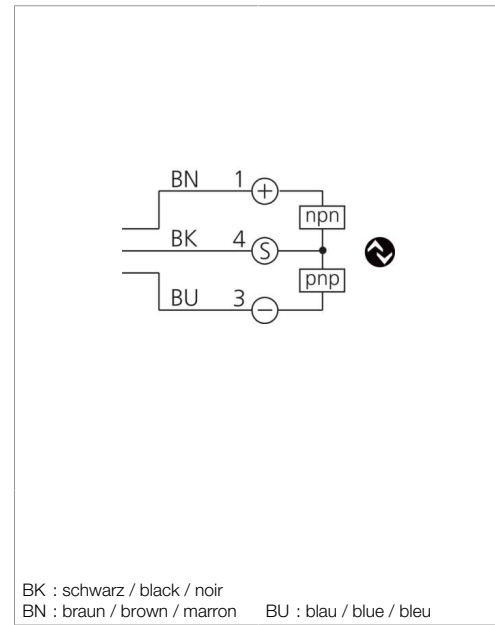 BN 1 +
npn
BK 4 S
pnp
BU 3 −
BK : schwarz / black / noir
BN : braun / brown / marron BU : blau / blue / bleu